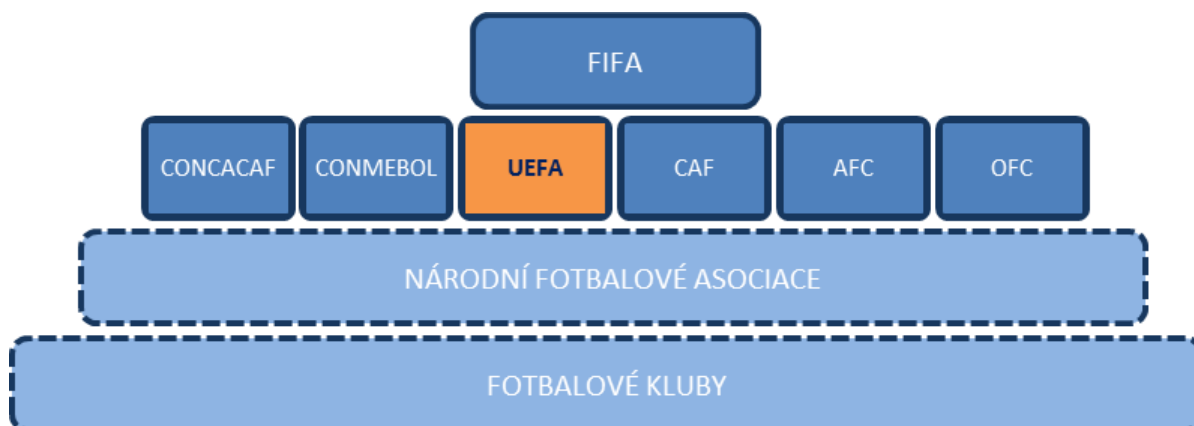 FIFA
CONCACAF CONMEBOL UEFA CAF AFC OFC
NÁRODNÍ FOTBALOVÉ ASOCIACE
FOTBALOVÉ KLUBY